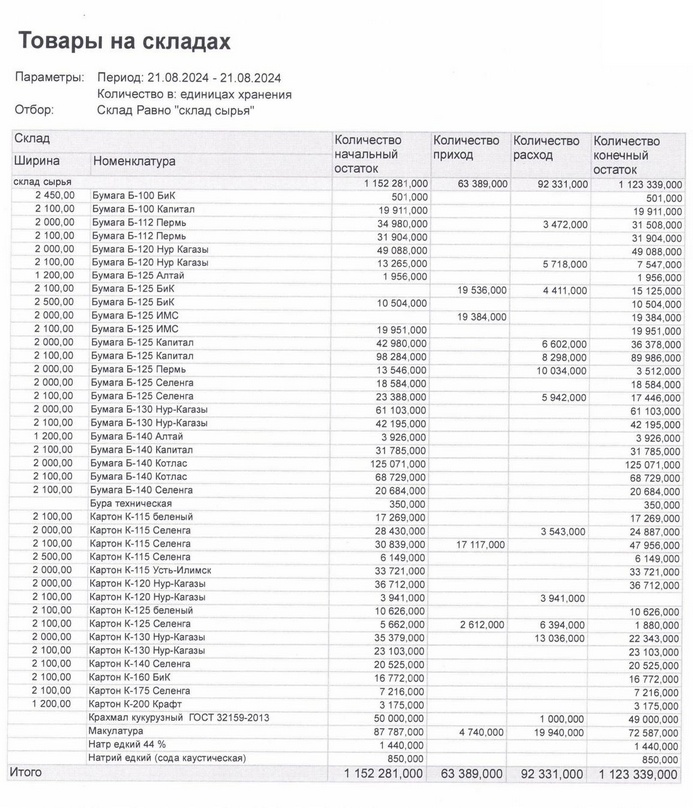 Товары на складах
Параметры: Период: 21.08.2024 - 21.08.2024
Количество в: единицах хранения
Отбор: Склад Равно "склад сырья"
Склад Количество начальный остаток Количество приход Количество расход Количество конечный остаток
Ширина Номенклатура
склад сырья 1 152 281,000 63 389,000 92 331,000 1 123 339,000
2 450,00 Бумага Б-100 БиК 501,000 501,000
2 100,00 Бумага Б-100 Капитал 19 911,000 19 911,000
2 000,00 Бумага Б-112 Пермь 34 980,000 3 472,000 31 508,000
2 100,00 Бумага Б-112 Пермь 31 904,000 31 904,000
2 000,00 Бумага Б-120 Нур Кагазы 49 088,000 49 088,000
2 100,00 Бумага Б-120 Нур Кагазы 13 265,000 5 718,000 7 547,000
1 200,00 Бумага Б-125 Алтай 1 956,000 1 956,000
2 100,00 Бумага Б-125 БиК 19 536,000 4 411,000 15 125,000
2 500,00 Бумага Б-125 БиК 10 504,000 10 504,000
2 000,00 Бумага Б-125 ИМС 19 384,000 19 384,000
2 100,00 Бумага Б-125 ИМС 19 951,000 19 951,000
2 000,00 Бумага Б-125 Капитал 42 980,000 6 602,000 36 378,000
2 100,00 Бумага Б-125 Капитал 98 284,000 8 298,000 89 986,000
2 000,00 Бумага Б-125 Пермь 13 546,000 10 034,000 3 512,000
2 000,00 Бумага Б-125 Селенга 18 584,000 18 584,000
2 100,00 Бумага Б-125 Селенга 23 388,000 5 942,000 17 446,000
2 000,00 Бумага Б-130 Нур-Кагазы 61 103,000 61 103,000
2 100,00 Бумага Б-130 Нур-Кагазы 42 195,000 42 195,000
1 200,00 Бумага Б-140 Алтай 3 926,000 3 926,000
2 100,00 Бумага Б-140 Капитал 31 785,000 31 785,000
2 000,00 Бумага Б-140 Котлас 125 071,000 125 071,000
2 100,00 Бумага Б-140 Котлас 68 729,000 68 729,000
2 100,00 Бумага Б-140 Селенга 20 684,000 20 684,000
Бура техническая 350,000 350,000
2 100,00 Картон К-115 беленый 17 269,000 17 269,000
2 000,00 Картон К-115 Селенга 28 430,000 3 543,000 24 887,000
2 100,00 Картон К-115 Селенга 30 839,000 17 117,000 47 956,000
2 500,00 Картон К-115 Селенга 6 149,000 6 149,000
2 000,00 Картон К-115 Усть-Илимск 33 721,000 33 721,000
2 000,00 Картон К-120 Нур-Кагазы 36 712,000 36 712,000
2 100,00 Картон К-120 Нур-Кагазы 3 941,000 3 941,000
2 100,00 Картон К-125 беленый 10 626,000 10 626,000
2 100,00 Картон К-125 Селенга 5 662,000 2 612,000 6 394,000 1 880,000
2 000,00 Картон К-130 Нур-Кагазы 35 379,000 13 036,000 22 343,000
2 100,00 Картон К-130 Нур-Кагазы 23 103,000 23 103,000
2 100,00 Картон К-140 Селенга 20 525,000 20 525,000
2 100,00 Картон К-160 БиК 16 772,000 16 772,000
2 100,00 Картон К-175 Селенга 7 216,000 7 216,000
1 200,00 Картон К-200 Крафт 3 175,000 3 175,000
Крахмал кукурузный ГОСТ 32159-2013 50 000,000 1 000,000 49 000,000
Макулатура 87 787,000 4 740,000 19 940,000 72 587,000
Натр едкий 44 % 1 440,000 1 440,000
Натрий едкий (сода каустическая) 850,000 850,000
Итого 1 152 281,000 63 389,000 92 331,000 1 123 339,000